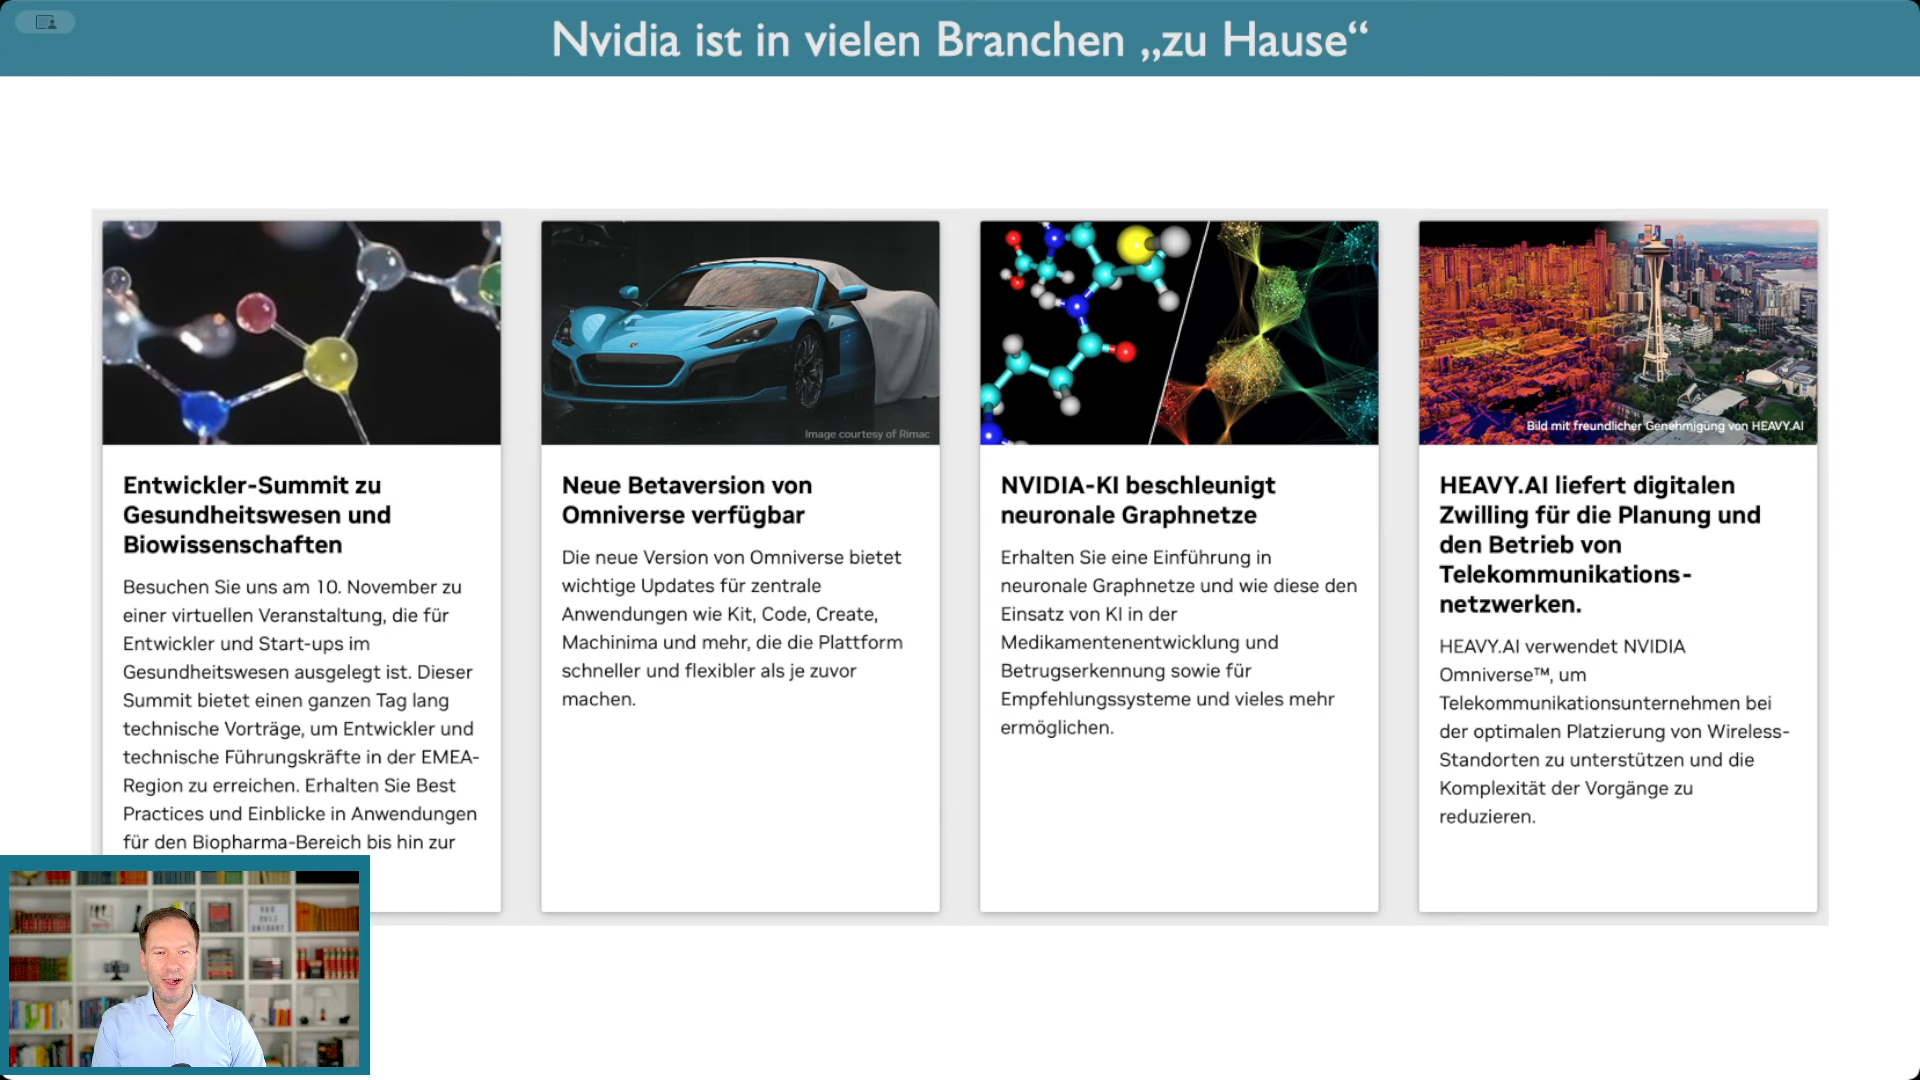 Nvidia ist in vielen Branchen „zu Hause“
Image courtesy of Rimac
Bild mit freundlicher Genehmigung von HEAVY.AI
Entwickler-Summit zu
Gesundheitswesen und
Biowissenschaften
Besuchen Sie uns am 10. November zu
einer virtuellen Veranstaltung, die für
Entwickler und Start-ups im
Gesundheitswesen ausgelegt ist. Dieser
Summit bietet einen ganzen Tag lang
technische Vorträge, um Entwickler und
technische Führungskräfte in der EMEA-
Region zu erreichen. Erhalten Sie Best
Practices und Einblicke in Anwendungen
für den Biopharma-Bereich bis hin zur
Neue Betaversion von
Omniverse verfügbar
Die neue Version von Omniverse bietet
wichtige Updates für zentrale
Anwendungen wie Kit, Code, Create,
Machinima und mehr, die die Plattform
schneller und flexibler als je zuvor
machen.
NVIDIA-KI beschleunigt
neuronale Graphnetze
Erhalten Sie eine Einführung in
neuronale Graphnetze und wie diese den
Einsatz von KI in der
Medikamentenentwicklung und
Betrugserkennung sowie für
Empfehlungssysteme und vieles mehr
ermöglichen.
HEAVY.AI liefert digitalen
Zwilling für die Planung und
den Betrieb von
Telekommunikations-
netzwerken.
HEAVY.AI verwendet NVIDIA
Omniverse™, um
Telekommunikationsunternehmen bei
der optimalen Platzierung von Wireless-
Standorten zu unterstützen und die
Komplexität der Vorgänge zu
reduzieren.